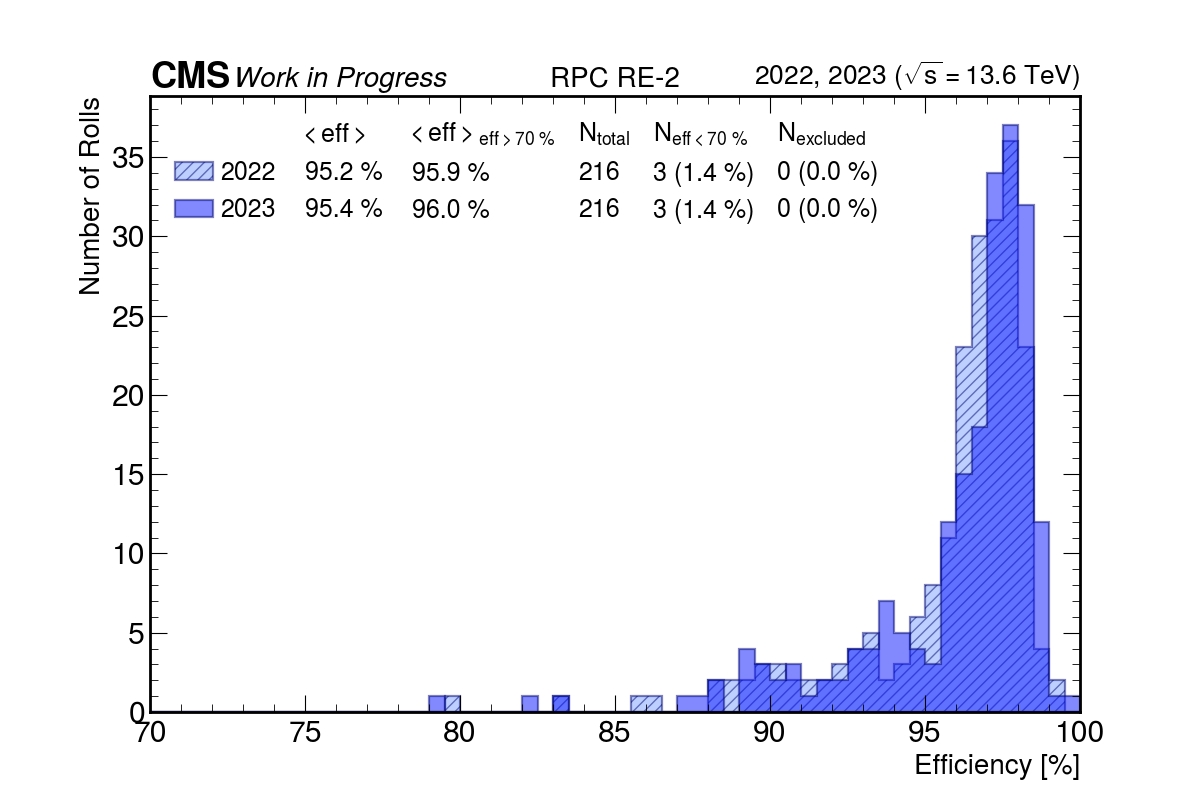 CMS Work in Progress RPC RE-2 2022, 2023 (√s = 13.6 TeV)
< eff > < eff > eff > 70 % Ntotal Neff < 70 % Nexcluded
2022 95.2 % 95.9 % 216 3 (1.4 %) 0 (0.0 %)
2023 95.4 % 96.0 % 216 3 (1.4 %) 0 (0.0 %)
Number of Rolls
35
30
25
20
15
10
5
0
70 75 80 85 90 95 100
Efficiency [%]